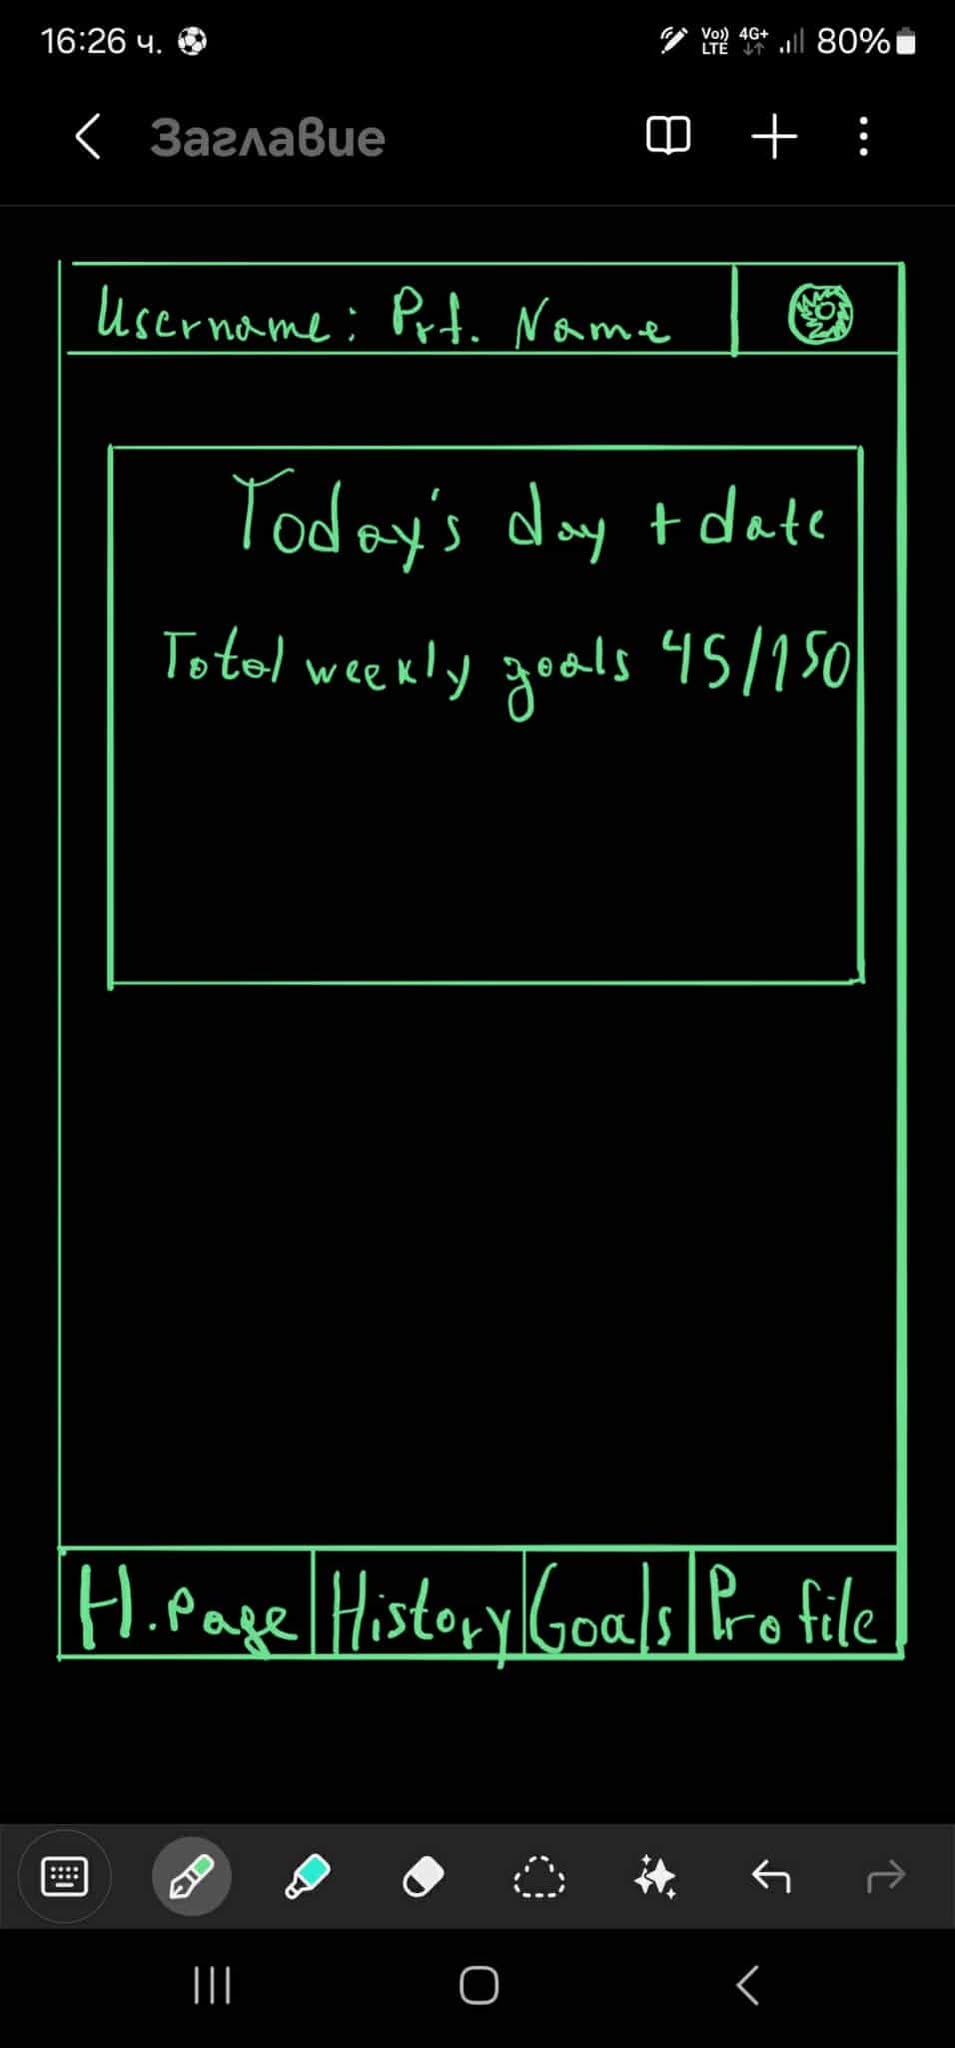 16:26 ч. Vo)) LTE 4G+ 80%
Заглавие
Username: Prf. Name
Today's day + date
Total weekly goals 45/150
H. Page History Goals Profile